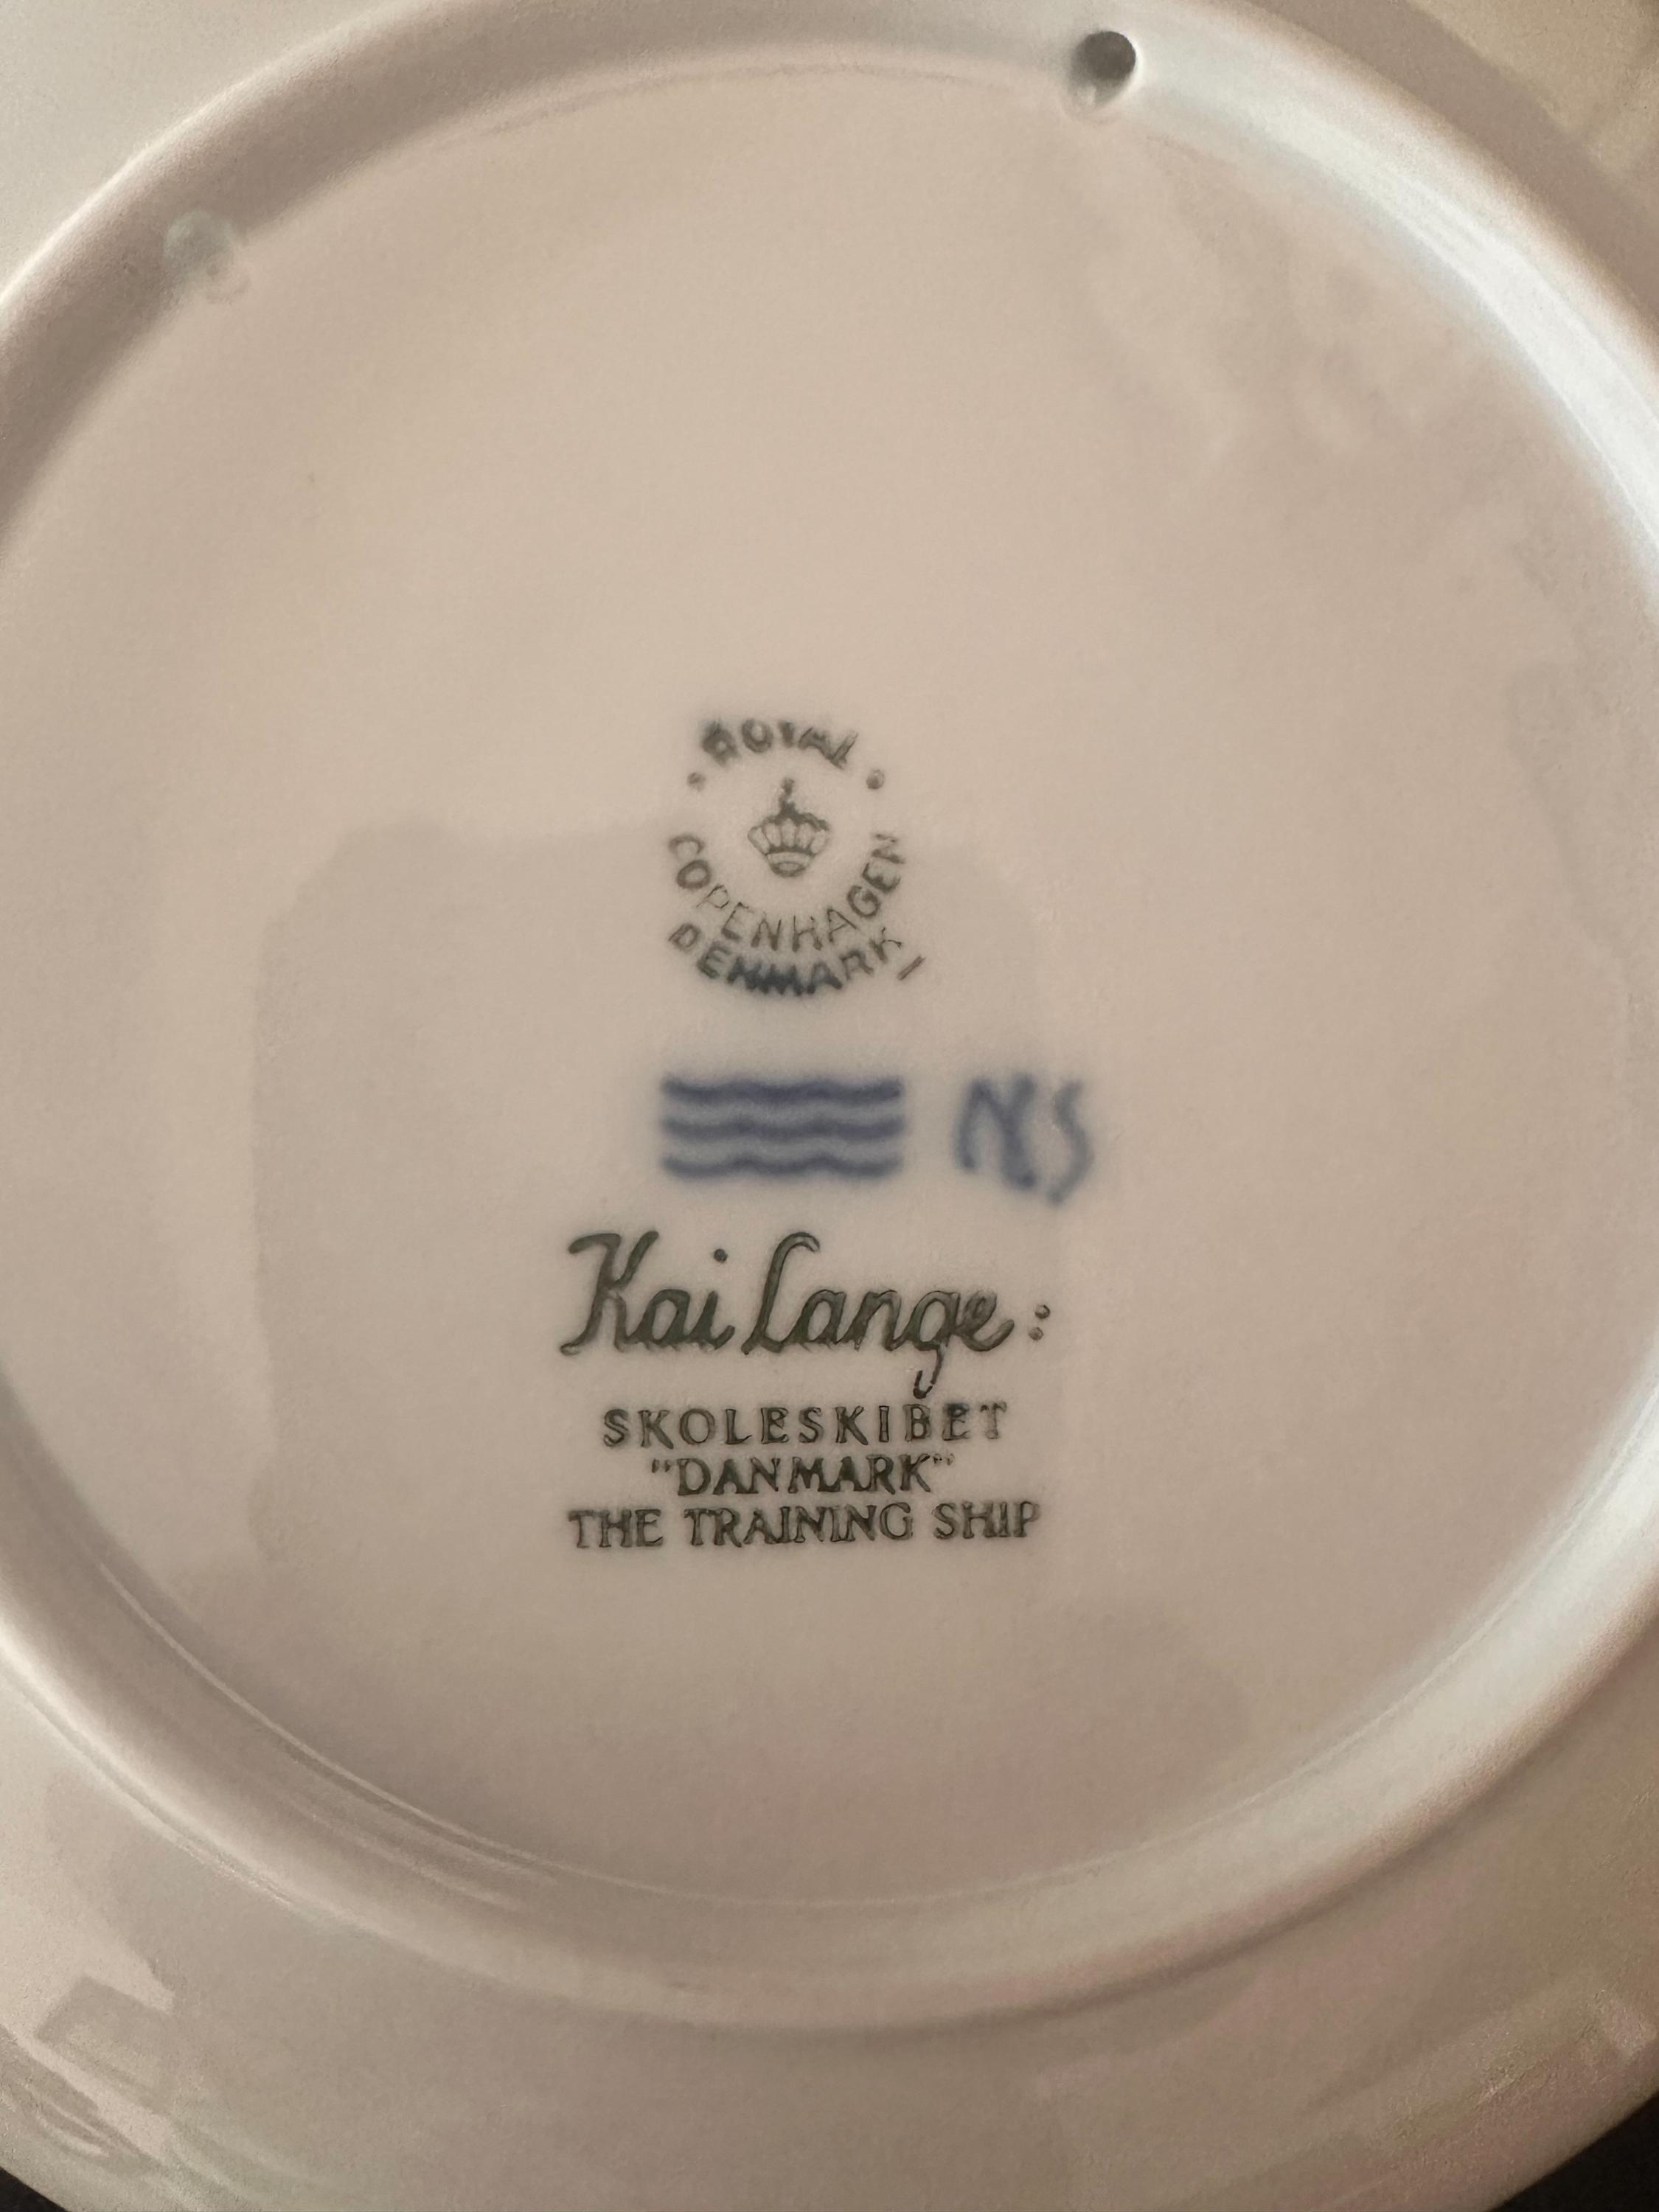 ROYAL
COPENHAGEN
DENMARK
NS
Kai Lange:
SKOLESKIBET
"DANMARK"
THE TRAINING SHIP